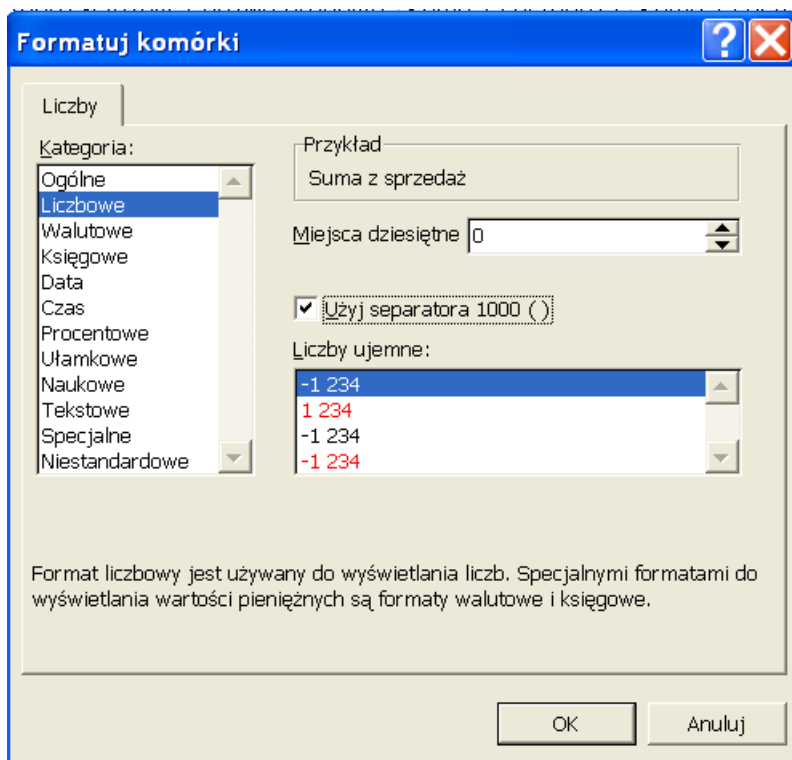 Formatuj komórki
Liczby
Kategoria:
Ogólne
Liczbowe
Walutowe
Księgowe
Data
Czas
Procentowe
Ułamkowe
Naukowe
Tekstowe
Specjalne
Niestandardowe
Przykład
Suma z sprzedaż
Miejsca dziesiętne 0
Użyj separatora 1000 ( )
Liczby ujemne:
-1 234
1 234
-1 234
-1 234
Format liczbowy jest używany do wyświetlania liczb. Specjalnymi formatami do
wyświetlania wartości pieniężnych są formaty walutowe i księgowe.
OK
Anuluj